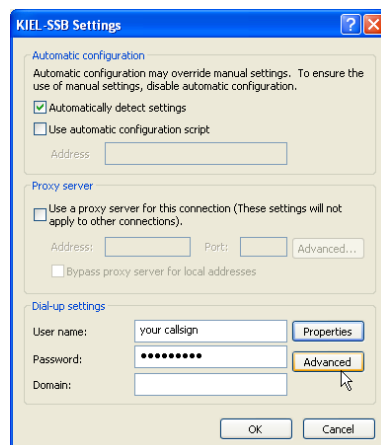 KIEL-SSB Settings
Automatic configuration
Automatic configuration may override manual settings. To ensure the
use of manual settings, disable automatic configuration.
Automatically detect settings
Use automatic configuration script
Address
Proxy server
Use a proxy server for this connection (These settings will not
apply to other connections).
Address: Port: Advanced...
Bypass proxy server for local addresses
Dial-up settings
User name: your callsign Properties
Password: ●●●●●●●●● Advanced
Domain:
OK Cancel